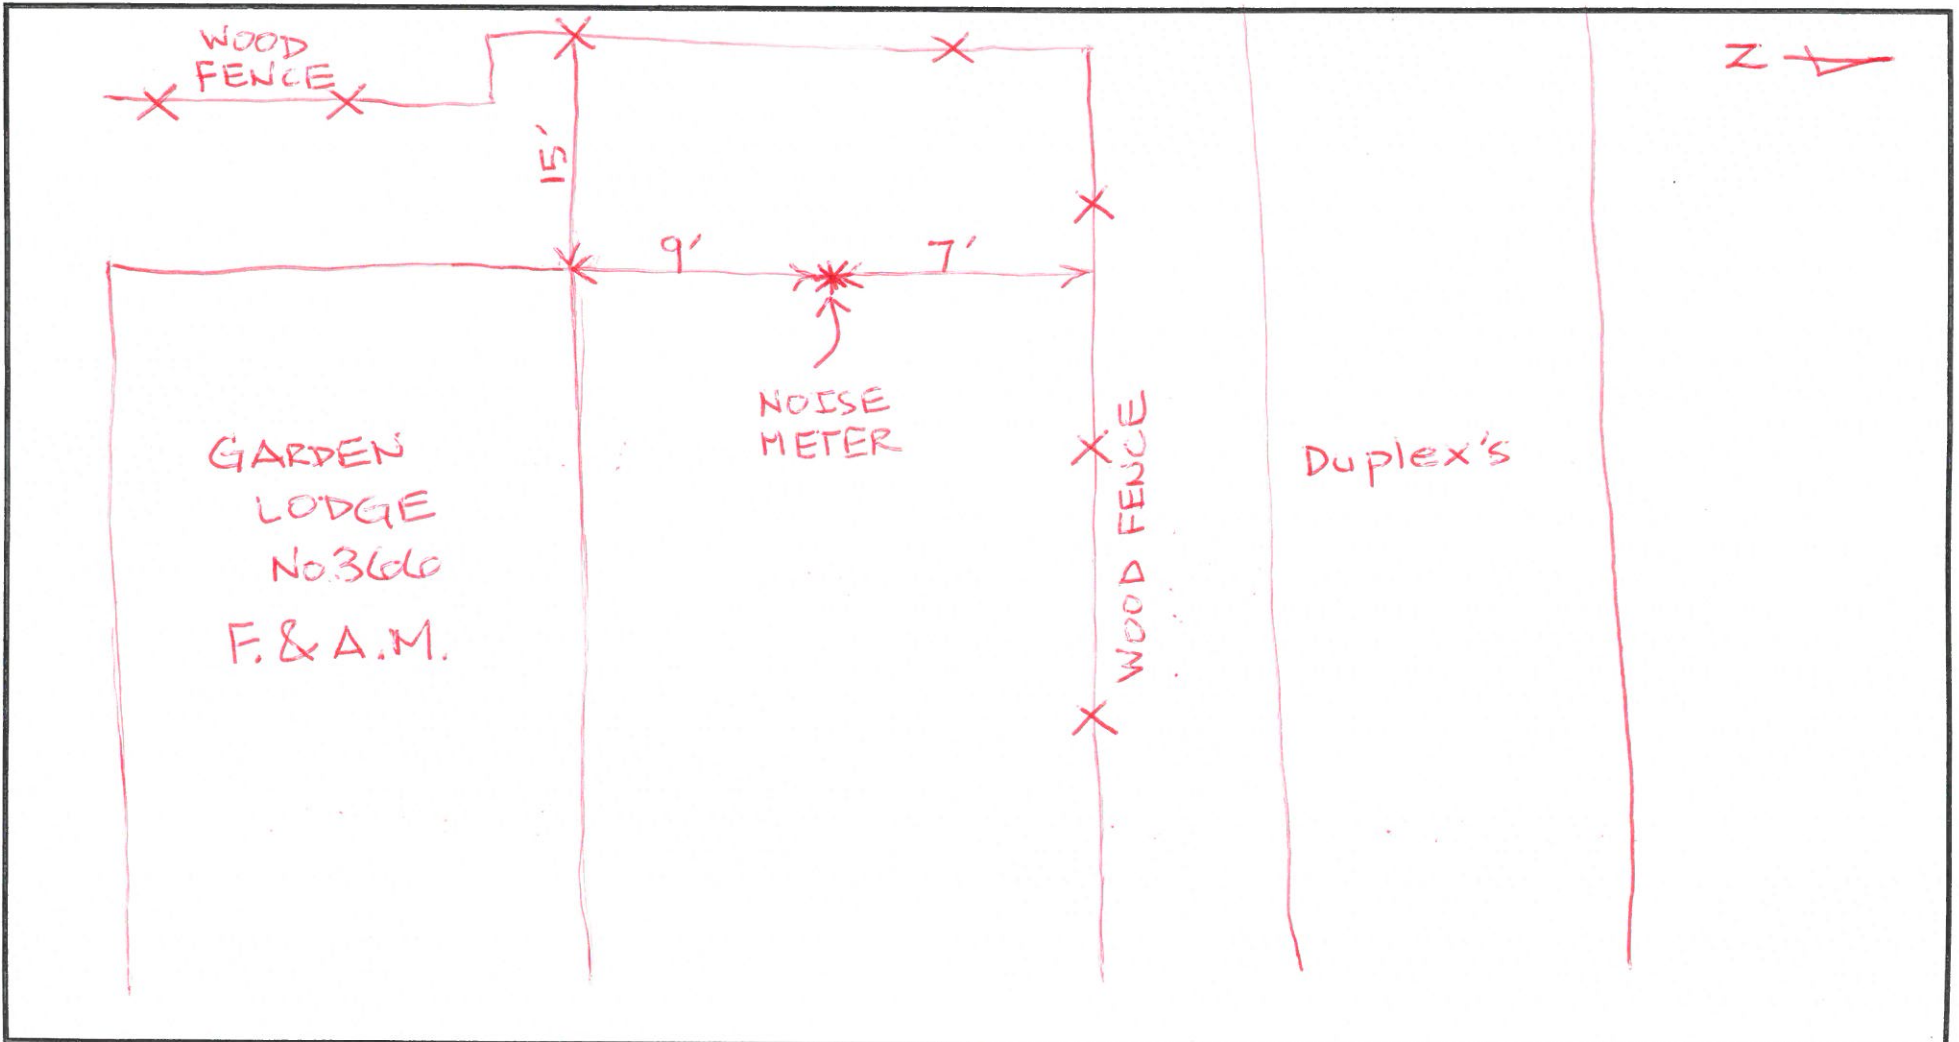 WOOD
FENCE
N
15'
9'
7'
NOISE
METER
GARDEN
LODGE
No.366
F. & A.M.
WOOD FENCE
Duplex's